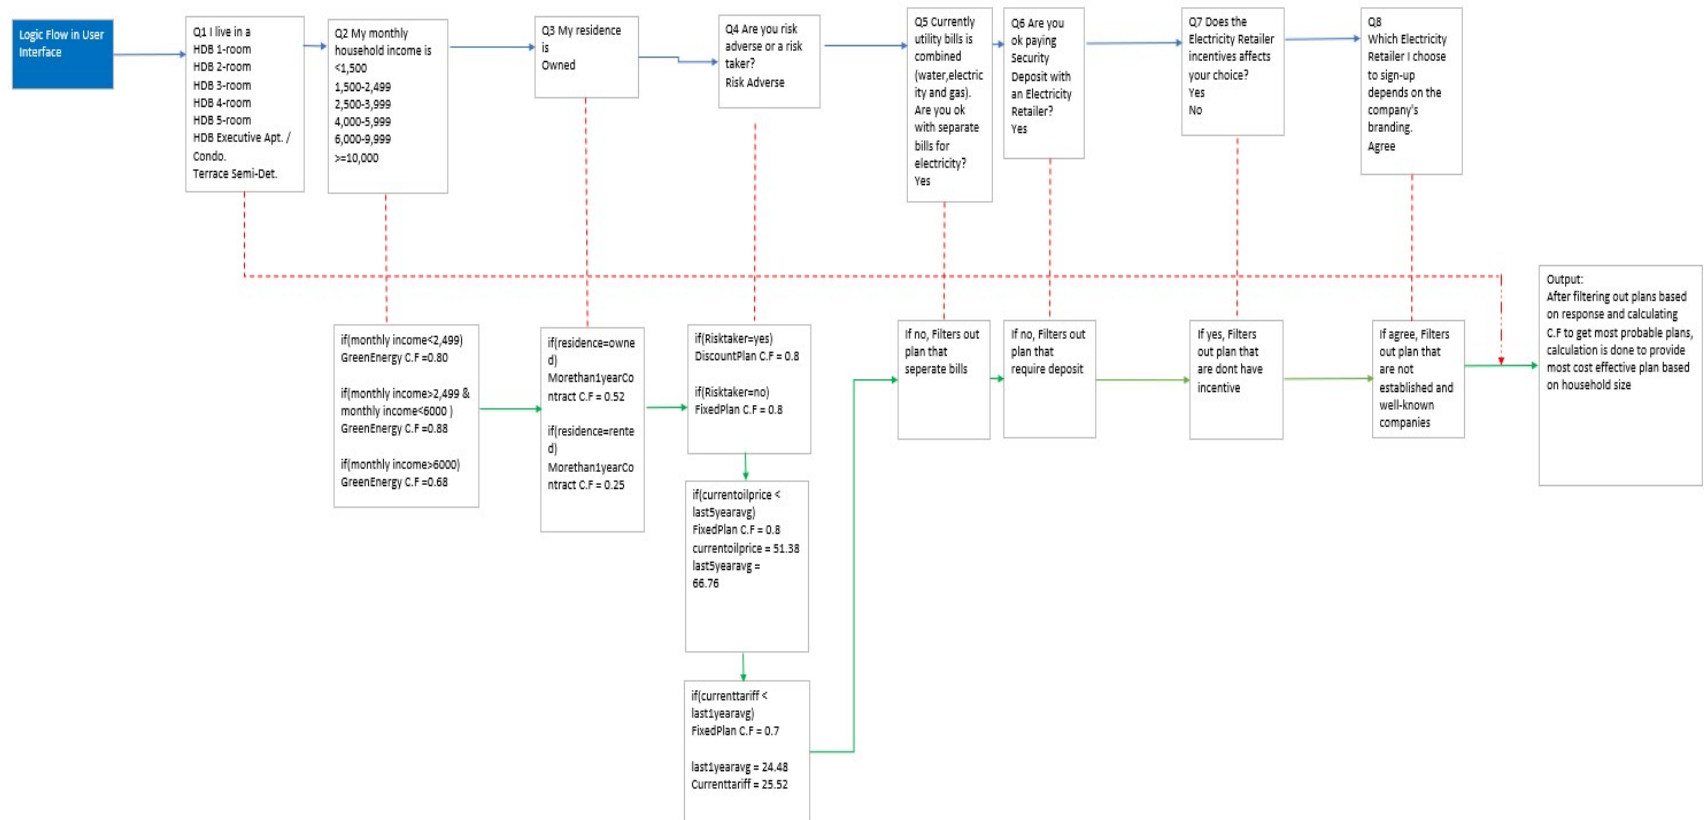 Logic Flow in User
Interface
Q1 I live in a
HDB 1-room
HDB 2-room
HDB 3-room
HDB 4-room
HDB 5-room
HDB Executive Apt. /
Condo.
Terrace Semi-Det.
Q2 My monthly
household income is
<1,500
1,500-2,499
2,500-3,999
4,000-5,999
6,000-9,999
>=10,000
Q3 My residence
is
Owned
Q4 Are you risk
adverse or a risk
taker?
Risk Adverse
Q5 Currently
utility bills is
combined
(water,electric
ity and gas).
Are you ok
with separate
bills for
electricity?
Yes
Q6 Are you
ok paying
Security
Deposit with
an Electricity
Retailer?
Yes
Q7 Does the
Electricity Retailer
incentives affects
your choice?
Yes
No
Q8
Which Electricity
Retailer I choose
to sign-up
depends on the
company's
branding.
Agree
if(monthly income<2,499)
GreenEnergy C.F =0.80
if(monthly income>2,499 &
monthly income<6000 )
GreenEnergy C.F =0.88
if(monthly income>6000)
GreenEnergy C.F =0.68
if(residence=owne
d)
Morethan1yearCo
ntract C.F = 0.52
if(residence=rente
d)
Morethan1yearCo
ntract C.F = 0.25
if(Risktaker=yes)
DiscountPlan C.F = 0.8
if(Risktaker=no)
FixedPlan C.F = 0.8
if(currentoilprice <
last5yearavg)
FixedPlan C.F = 0.8
currentoilprice = 51.38
last5yearavg =
66.76
if(currenttariff <
last1yearavg)
FixedPlan C.F = 0.7
last1yearavg = 24.48
Currenttariff = 25.52
If no, Filters out
plan that
seperate bills
If no, Filters out
plan that
require deposit
If yes, Filters
out plan that
are dont have
incentive
If agree, Filters
out plan that
are not
established and
well-known
companies
Output:
After filtering out plans based
on response and calculating
C.F to get most probable plans,
calculation is done to provide
most cost effective plan based
on household size